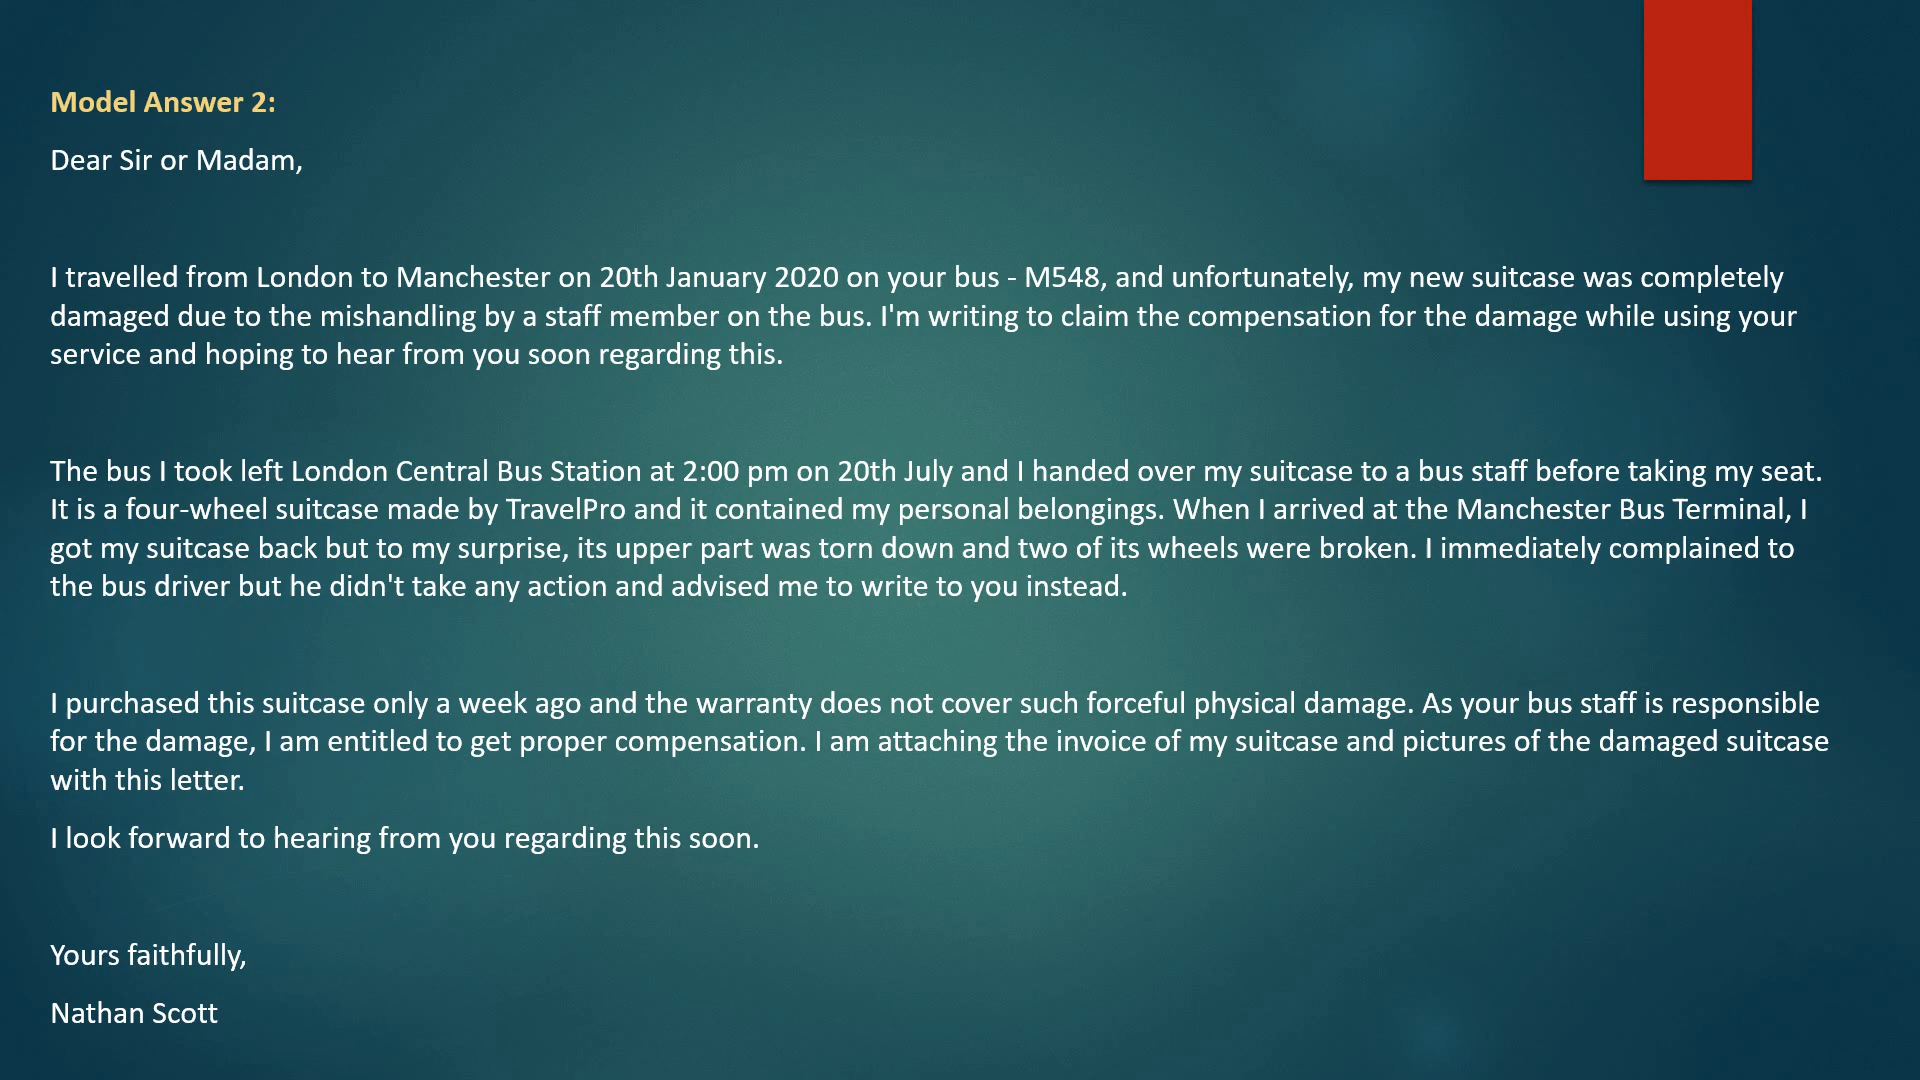 Model Answer 2:
Dear Sir or Madam,
I travelled from London to Manchester on 20th January 2020 on your bus - M548, and unfortunately, my new suitcase was completely
damaged due to the mishandling by a staff member on the bus. I'm writing to claim the compensation for the damage while using your
service and hoping to hear from you soon regarding this.
The bus I took left London Central Bus Station at 2:00 pm on 20th July and I handed over my suitcase to a bus staff before taking my seat.
It is a four-wheel suitcase made by TravelPro and it contained my personal belongings. When I arrived at the Manchester Bus Terminal, I
got my suitcase back but to my surprise, its upper part was torn down and two of its wheels were broken. I immediately complained to
the bus driver but he didn't take any action and advised me to write to you instead.
I purchased this suitcase only a week ago and the warranty does not cover such forceful physical damage. As your bus staff is responsible
for the damage, I am entitled to get proper compensation. I am attaching the invoice of my suitcase and pictures of the damaged suitcase
with this letter.
I look forward to hearing from you regarding this soon.
Yours faithfully,
Nathan Scott